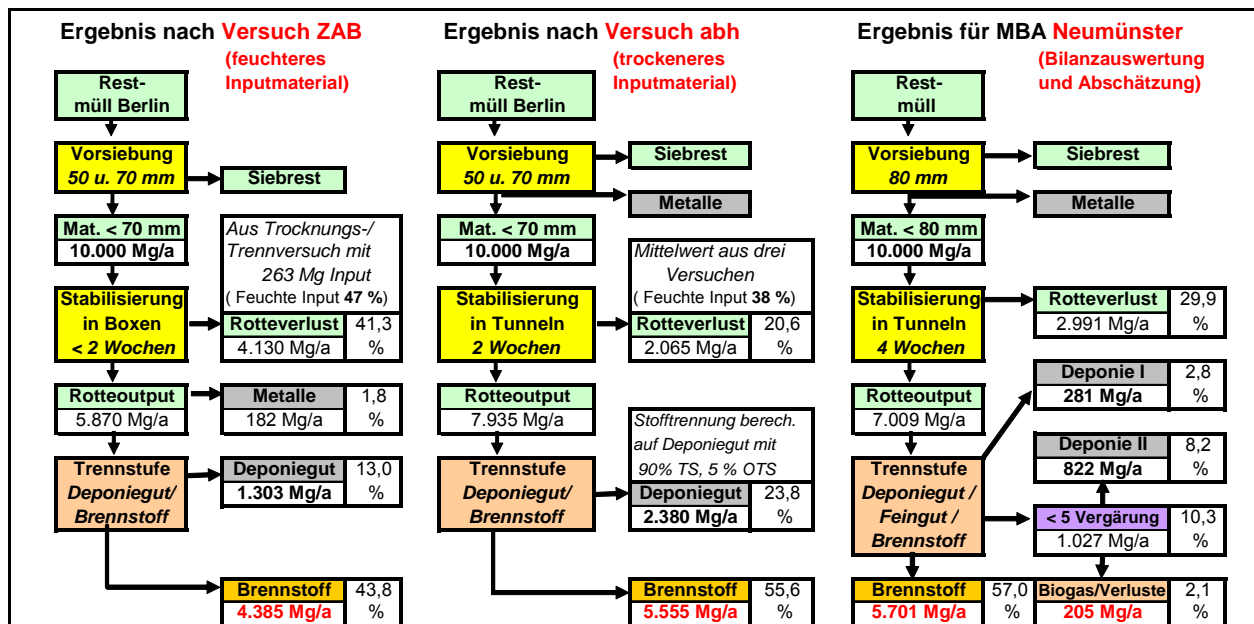 Ergebnis nach Versuch ZAB
(feuchteres
Inputmaterial)
Rest-
müll Berlin
Vorsiebung
50 u. 70 mm
Siebrest
Mat. < 70 mm
10.000 Mg/a
Aus Trocknungs-/
Trennversuch mit
263 Mg Input
( Feuchte Input 47 %)
Stabilisierung
in Boxen
< 2 Wochen
Rotteverlust 41,3
4.130 Mg/a %
Rotteoutput
5.870 Mg/a
Metalle 1,8
182 Mg/a %
Trennstufe
Deponiegut/
Brennstoff
Deponiegut 13,0
1.303 Mg/a %
Brennstoff 43,8
4.385 Mg/a %
Ergebnis nach Versuch abh
(trockeneres
Inputmaterial)
Rest-
müll Berlin
Vorsiebung
50 u. 70 mm
Siebrest
Metalle
Mat. < 70 mm
10.000 Mg/a
Mittelwert aus drei
Versuchen
( Feuchte Input 38 %)
Stabilisierung
in Tunneln
2 Wochen
Rotteverlust 20,6
2.065 Mg/a %
Rotteoutput
7.935 Mg/a
Stofftrennung berech.
auf Deponiegut mit
90% TS, 5 % OTS
Trennstufe
Deponiegut/
Brennstoff
Deponiegut 23,8
2.380 Mg/a %
Brennstoff 55,6
5.555 Mg/a %
Ergebnis für MBA Neumünster
(Bilanzauswertung
und Abschätzung)
Rest-
müll
Vorsiebung
80 mm
Siebrest
Metalle
Mat. < 80 mm
10.000 Mg/a
Stabilisierung
in Tunneln
4 Wochen
Rotteverlust 29,9
2.991 Mg/a %
Rotteoutput
7.009 Mg/a
Deponie I 2,8
281 Mg/a %
Deponie II 8,2
822 Mg/a %
Trennstufe
Deponiegut /
Feingut /
Brennstoff
< 5 Vergärung 10,3
1.027 Mg/a %
Brennstoff 57,0
5.701 Mg/a %
Biogas/Verluste 2,1
205 Mg/a %